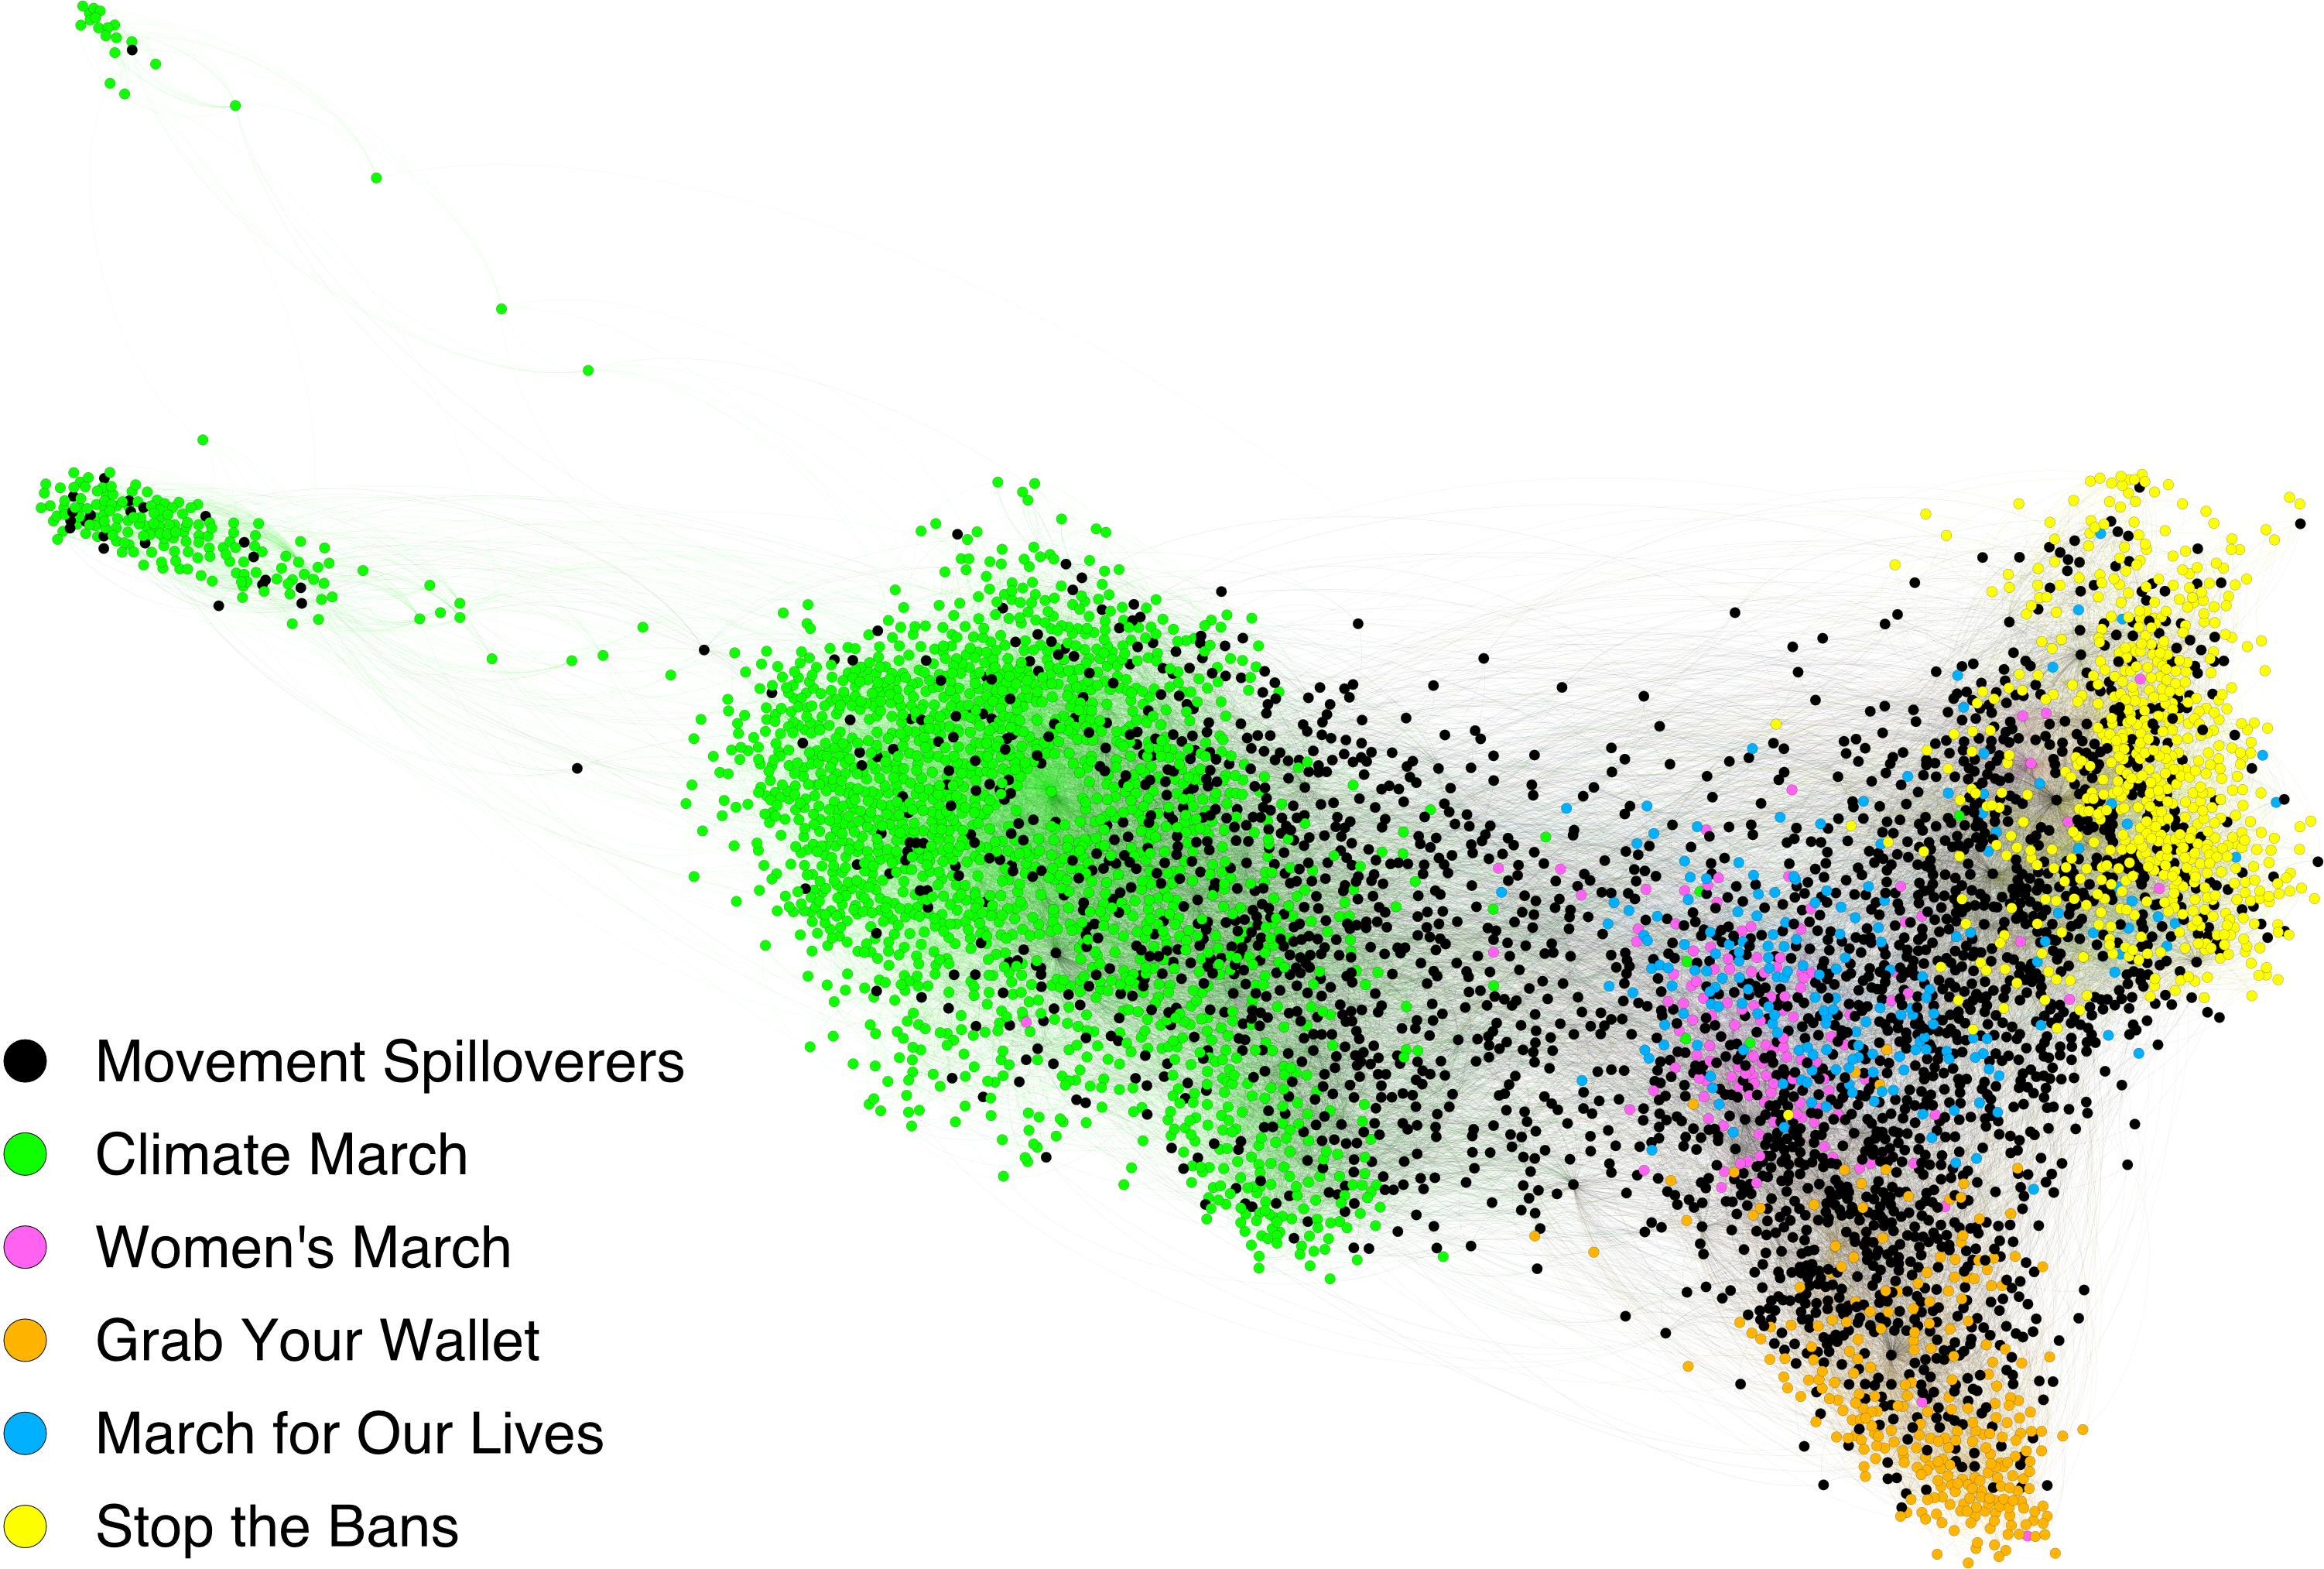 Movement Spilloverers
Climate March
Women's March
Grab Your Wallet
March for Our Lives
Stop the Bans